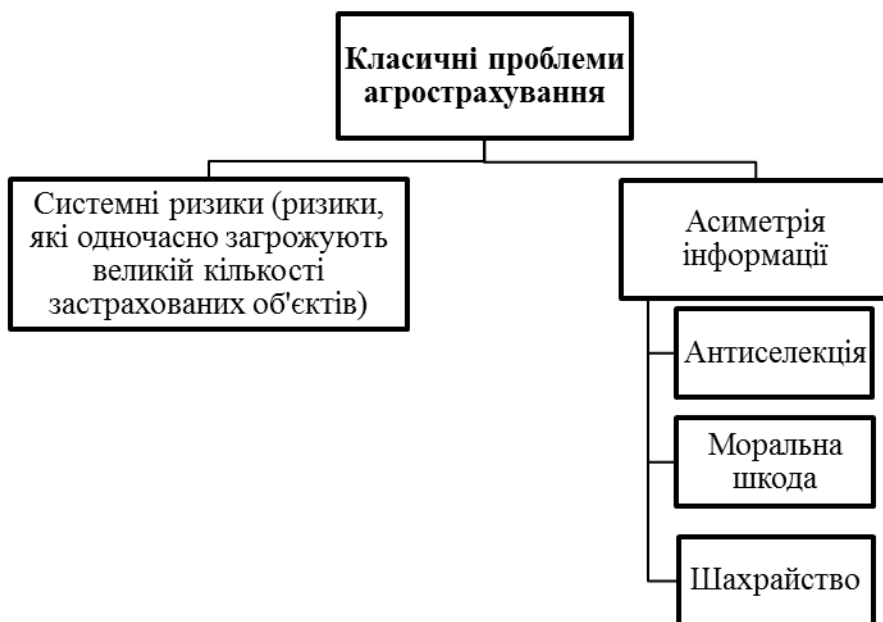 Класичні проблеми
агрострахування
Системні ризики (ризики,
які одночасно загрожують
великій кількості
застрахованих об'єктів)
Асиметрія
інформації
Антиселекція
Моральна
шкода
Шахрайство